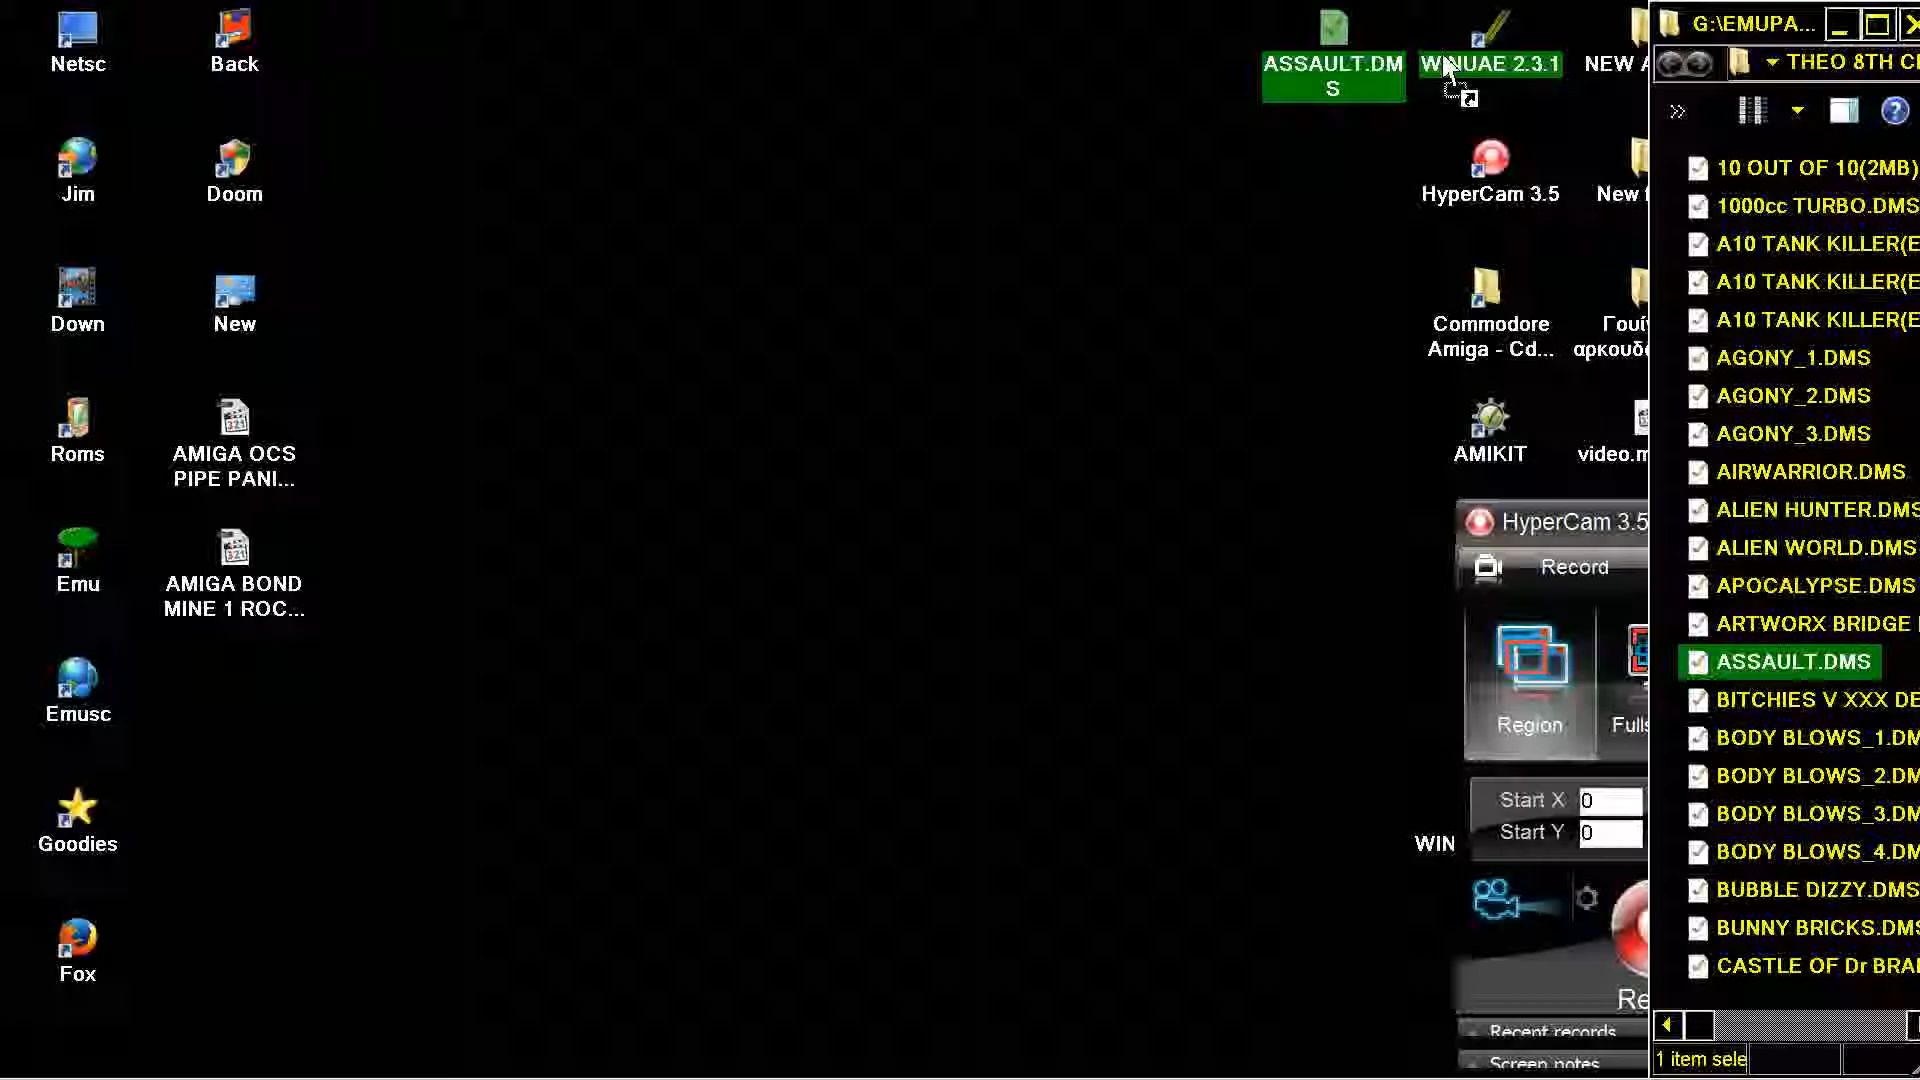 Netsc
Back
Jim
Doom
Down
New
Roms
AMIGA OCS
PIPE PANI...
Emu
AMIGA BOND
MINE 1 ROC...
Emusc
Goodies
Fox
ASSAULT.DM
S
WINUAE 2.3.1
NEW
HyperCam 3.5
New
Commodore
Amiga - Cd...
Γουί
αρκουδ
AMIKIT
video.m
HyperCam 3.5
Record
Region
Fulls
Start X 0
Start Y 0
WIN
Re
Recent records
Screen notes
G:\EMUPA...
THEO 8TH C
10 OUT OF 10(2MB)
1000cc TURBO.DMS
A10 TANK KILLER(E
A10 TANK KILLER(E
A10 TANK KILLER(E
AGONY_1.DMS
AGONY_2.DMS
AGONY_3.DMS
AIRWARRIOR.DMS
ALIEN HUNTER.DMS
ALIEN WORLD.DMS
APOCALYPSE.DMS
ARTWORX BRIDGE
ASSAULT.DMS
BITCHIES V XXX DE
BODY BLOWS_1.DM
BODY BLOWS_2.DM
BODY BLOWS_3.DM
BODY BLOWS_4.DM
BUBBLE DIZZY.DMS
BUNNY BRICKS.DMS
CASTLE OF Dr BRA
1 item sele